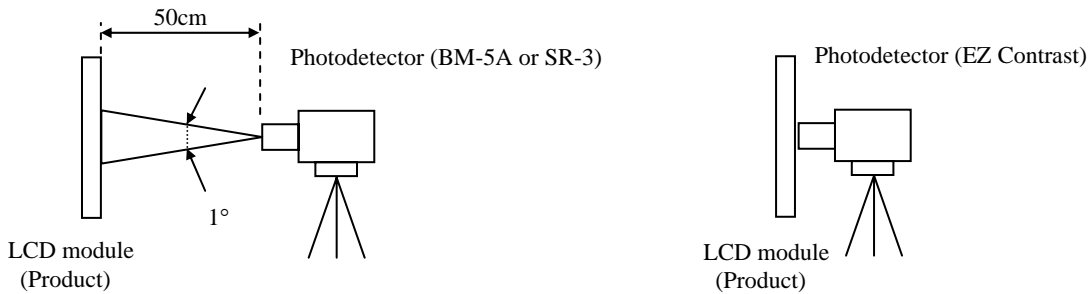 50cm
Photodetector (BM-5A or SR-3)
1°
LCD module
(Product)
Photodetector (EZ Contrast)
LCD module
(Product)